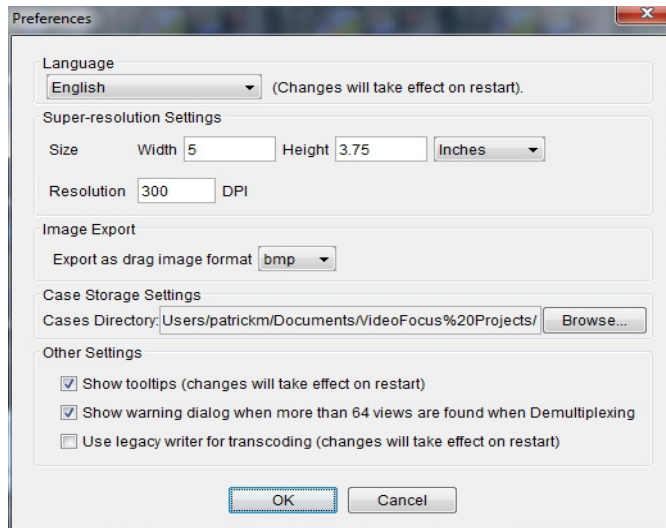 Preferences
Language
English (Changes will take effect on restart).
Super-resolution Settings
Size Width 5 Height 3.75 Inches
Resolution 300 DPI
Image Export
Export as drag image format bmp
Case Storage Settings
Cases Directory: Users/patrickm/Documents/VideoFocus%20Projects/ Browse...
Other Settings
Show tooltips (changes will take effect on restart)
Show warning dialog when more than 64 views are found when Demultiplexing
Use legacy writer for transcoding (changes will take effect on restart)
OK Cancel